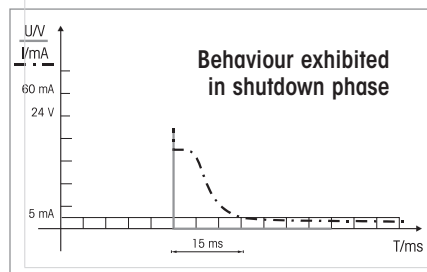 U/V
I/mA
Behaviour exhibited
in shutdown phase
60 mA
24 V
5 mA
15 ms
T/ms